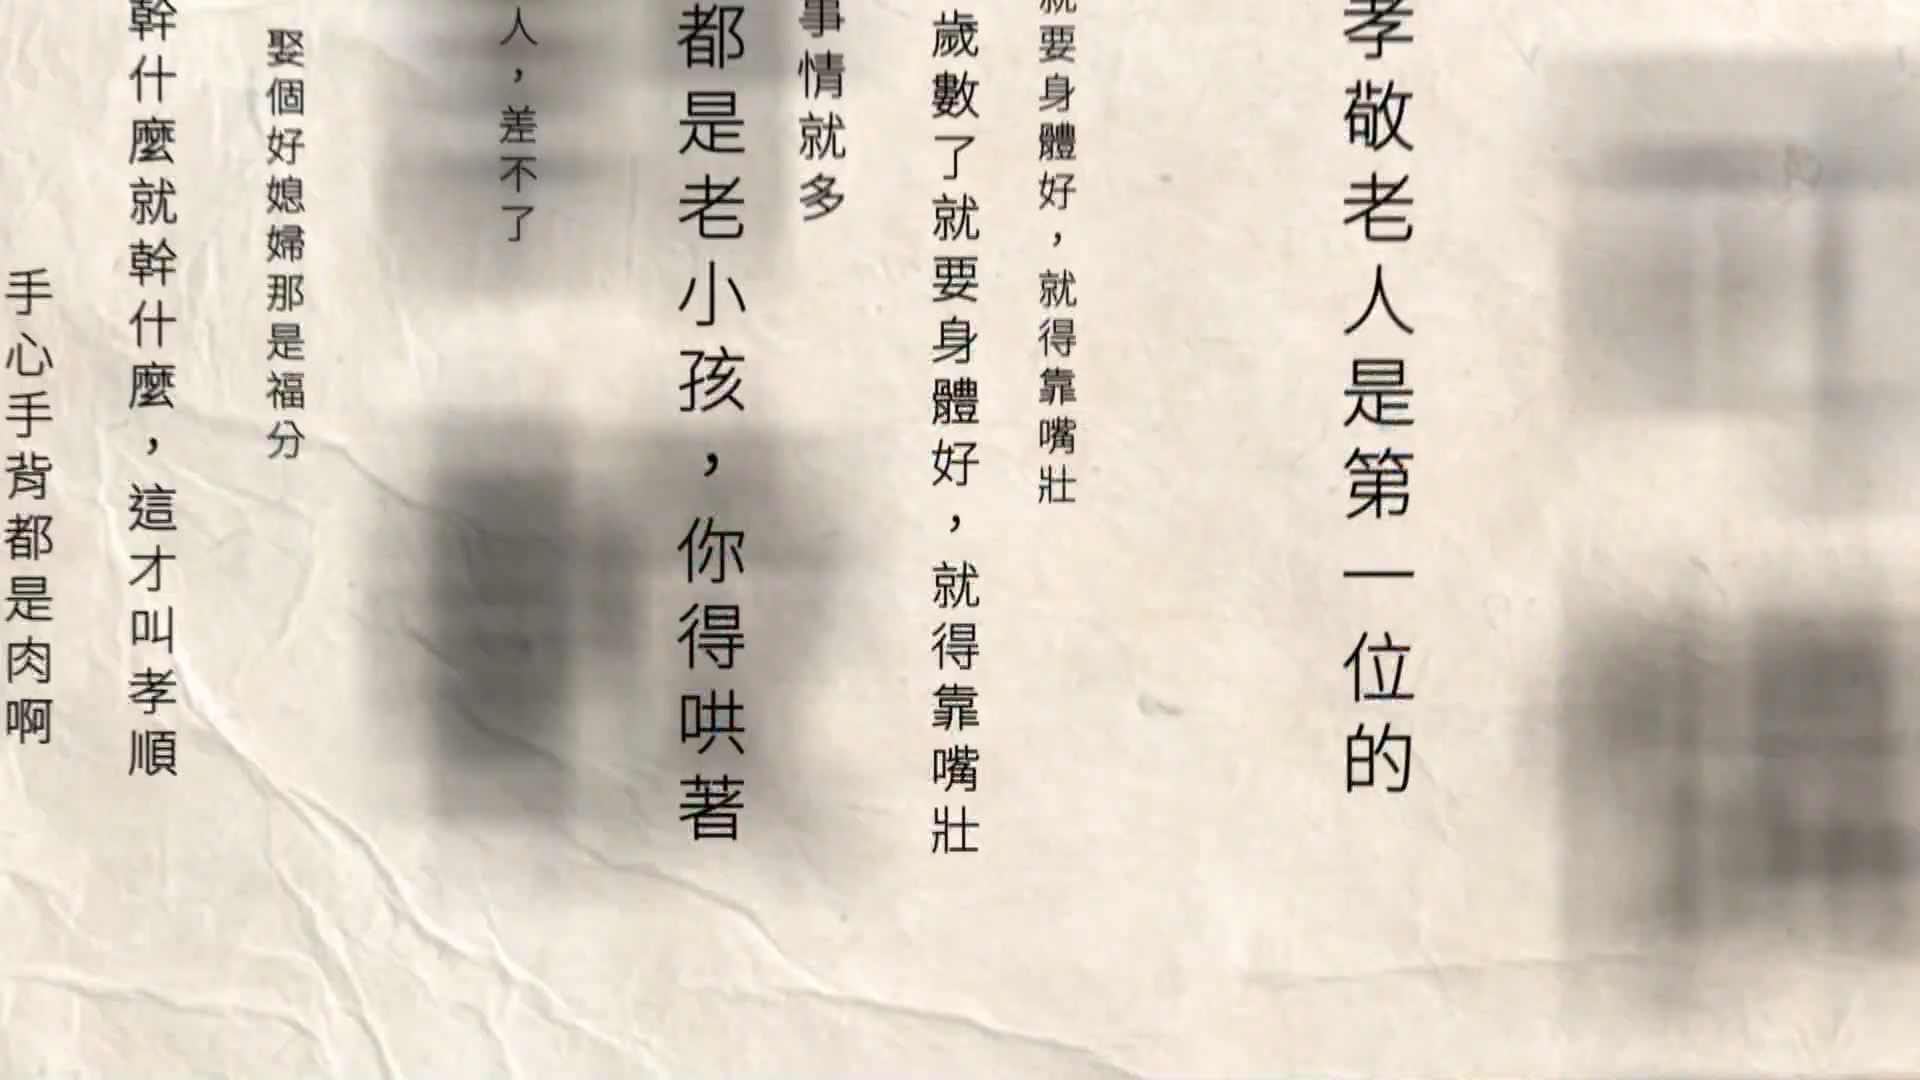 孝敬老人是第一位的
就要身體好，就得靠嘴壯
歲數了就要身體好，就得靠嘴壯
事情就多
都是老小孩，你得哄著
人，差不了
娶個好媳婦那是福分
幹什麼就幹什麼，這才叫孝順
手心手背都是肉啊